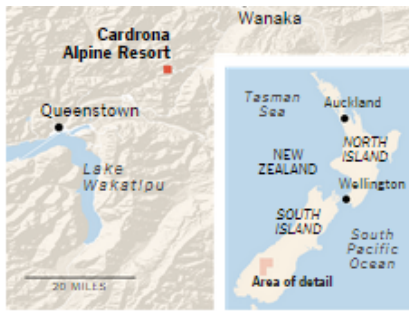 Wanaka
Cardrona
Alpine Resort
Queenstown
Lake
Wakatipu
20 MILES
Tasman
Sea
Auckland
NORTH
ISLAND
NEW
ZEALAND
Wellington
SOUTH
ISLAND
South
Pacific
Ocean
Area of detail